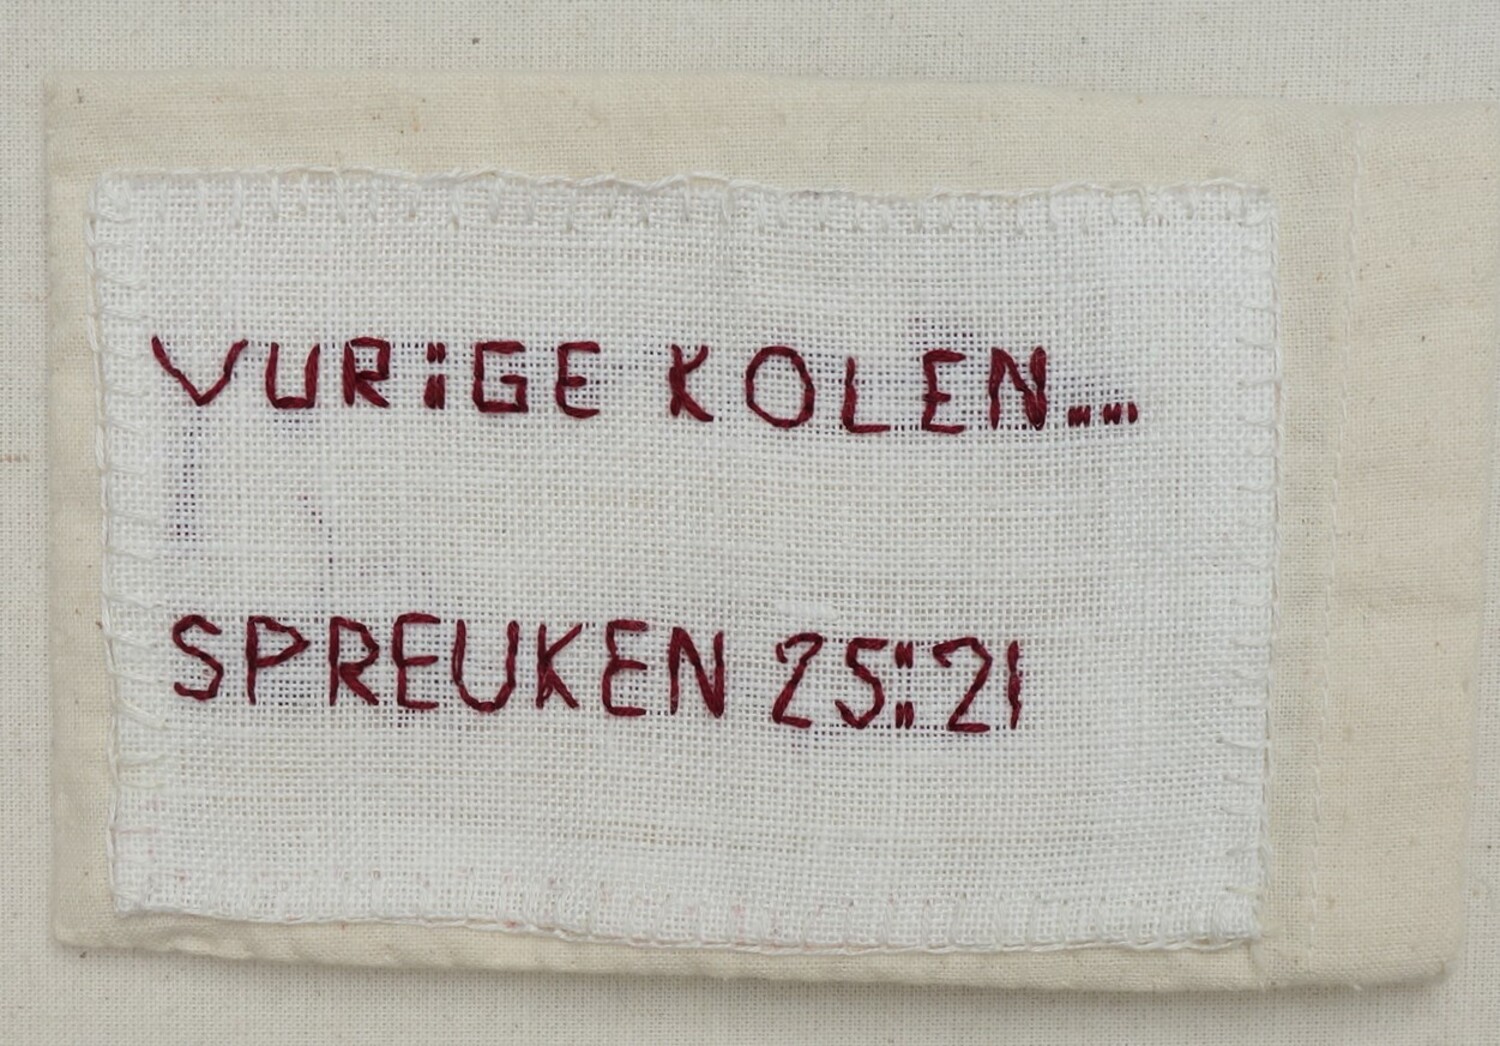 VURiGE KOLEN...
SPREUKEN 25:21